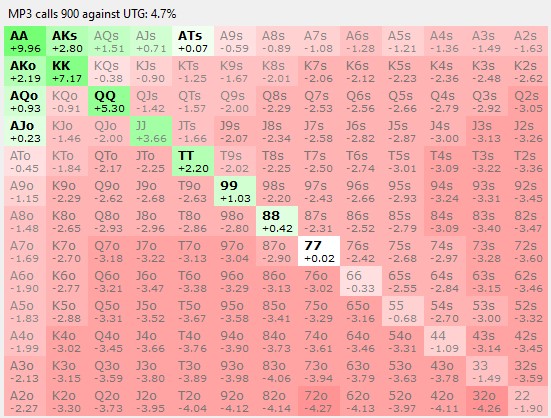 MP3 calls 900 against UTG: 4.7%
AA AKs AQs AJs ATs A9s A8s A7s A6s A5s A4s A3s A2s
+9.96 +2.80 +1.51 +0.71 +0.07 -0.59 -0.89 -1.08 -1.28 -1.21 -1.36 -1.49 -1.63
AKo KK KQs KJs KTs K9s K8s K7s K6s K5s K4s K3s K2s
+2.19 +7.17 -0.38 -0.90 -1.25 -1.67 -2.01 -2.06 -2.12 -2.23 -2.36 -2.48 -2.62
AQo KQo QQ QJs QTs Q9s Q8s Q7s Q6s Q5s Q4s Q3s Q2s
+0.93 -0.91 +5.30 -1.42 -1.57 -2.00 -2.29 -2.53 -2.56 -2.66 -2.79 -2.92 -3.05
AJo KJo QJo JJ JTs J9s J8s J7s J6s J5s J4s J3s J2s
+0.23 -1.46 -2.00 +3.66 -1.66 -2.07 -2.34 -2.58 -2.82 -2.87 -3.00 -3.13 -3.26
ATo KTo QTo JTo TT T9s T8s T7s T6s T5s T4s T3s T2s
-0.45 -1.84 -2.17 -2.25 +2.20 -2.02 -2.25 -2.50 -2.74 -3.01 -3.09 -3.22 -3.36
A9o K9o Q9o J9o T9o 99 98s 97s 96s 95s 94s 93s 92s
-1.15 -2.29 -2.62 -2.68 -2.63 +1.03 -2.20 -2.43 -2.66 -2.93 -3.24 -3.31 -3.45
A8o K8o Q8o J8o T8o 98o 88 87s 86s 85s 84s 83s 82s
-1.48 -2.65 -2.93 -2.96 -2.86 -2.80 +0.42 -2.31 -2.52 -2.79 -3.09 -3.40 -3.47
A7o K7o Q7o J7o T7o 97o 87o 77 76s 75s 74s 73s 72s
-1.69 -2.70 -3.18 -3.22 -3.13 -3.04 -2.90 +0.02 -2.42 -2.68 -2.97 -3.28 -3.60
A6o K6o Q6o J6o T6o 96o 86o 76o 66 65s 64s 63s 62s
-1.90 -2.77 -3.21 -3.47 -3.38 -3.29 -3.13 -3.02 -0.33 -2.55 -2.84 -3.15 -3.46
A5o K5o Q5o J5o T5o 95o 85o 75o 65o 55 54s 53s 52s
-1.83 -2.88 -3.31 -3.52 -3.67 -3.58 -3.41 -3.29 -3.16 -0.68 -2.70 -3.00 -3.32
A4o K4o Q4o J4o T4o 94o 84o 74o 64o 54o 44 43s 42s
-1.99 -3.02 -3.45 -3.66 -3.76 -3.90 -3.73 -3.61 -3.46 -3.31 -1.09 -3.14 -3.45
A3o K3o Q3o J3o T3o 93o 83o 73o 63o 53o 43o 33 32s
-2.13 -3.15 -3.59 -3.80 -3.89 -3.98 -4.06 -3.94 -3.79 -3.63 -3.78 -1.49 -3.59
A2o K2o Q2o J2o T2o 92o 82o 72o 62o 52o 42o 32o 22
-2.27 -3.30 -3.73 -3.95 -4.04 -4.12 -4.14 -4.27 -4.13 -3.97 -4.11 -4.26 -1.90